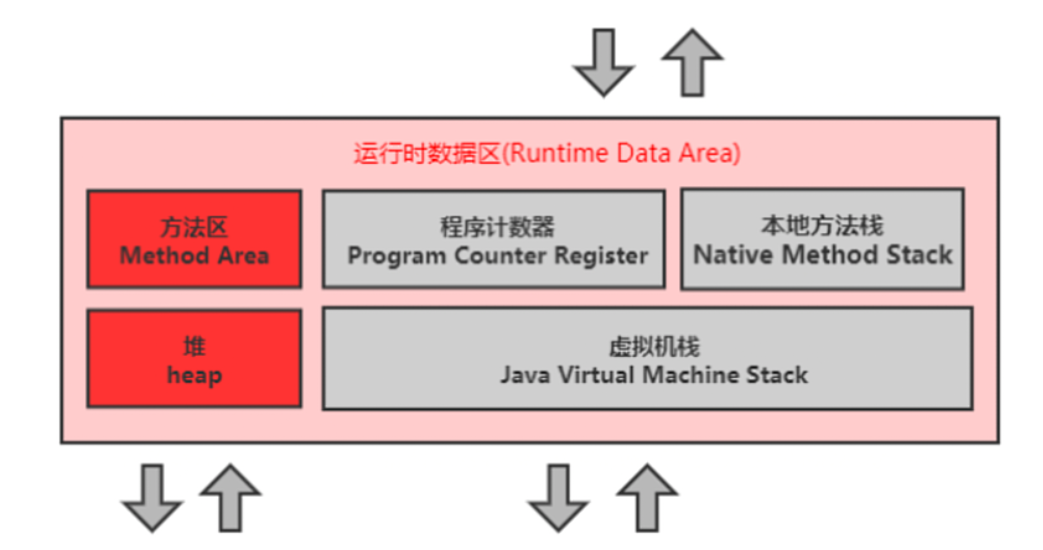 运行时数据区(Runtime Data Area)
方法区
Method Area
程序计数器
Program Counter Register
本地方法栈
Native Method Stack
堆
heap
虚拟机栈
Java Virtual Machine Stack